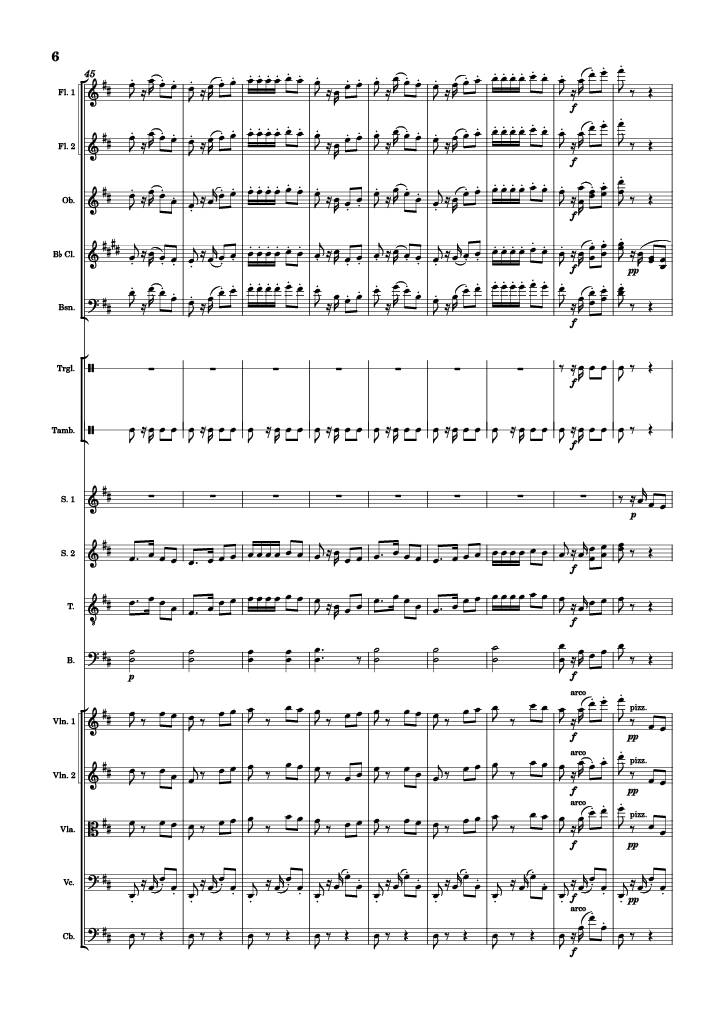 6
45
Fl. 1
f
Fl. 2
f
Ob.
f
B♭ Cl.
f pp
Bsn.
f
Trgl.
f
Tamb.
f
S. 1
p
S. 2
f
T.
f
B.
p f
arco
Vln. 1 pizz.
f pp
arco
Vln. 2 pizz.
f pp
arco
Vla. pizz.
f pp
Vc.
f pp
arco
Cb.
f